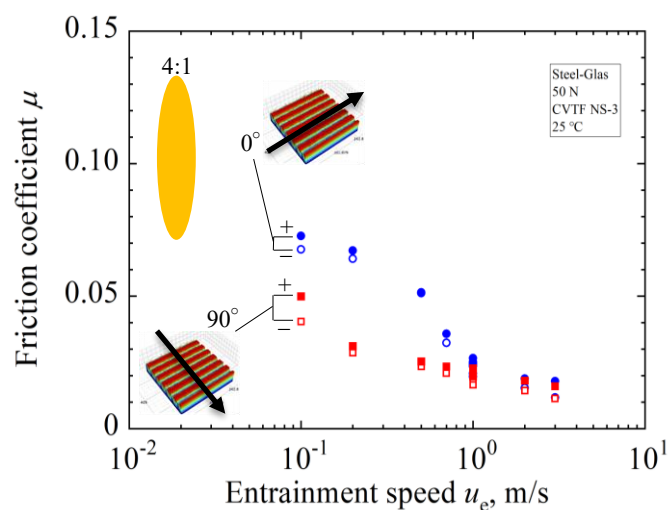 0.15
0.10
0.05
0
Friction coefficient μ
4:1
0°
+
−
+
−
90°
Steel-Glas
50 N
CVTF NS-3
25 ℃
10⁻² 10⁻¹ 10⁰ 10¹
Entrainment speed uₑ, m/s